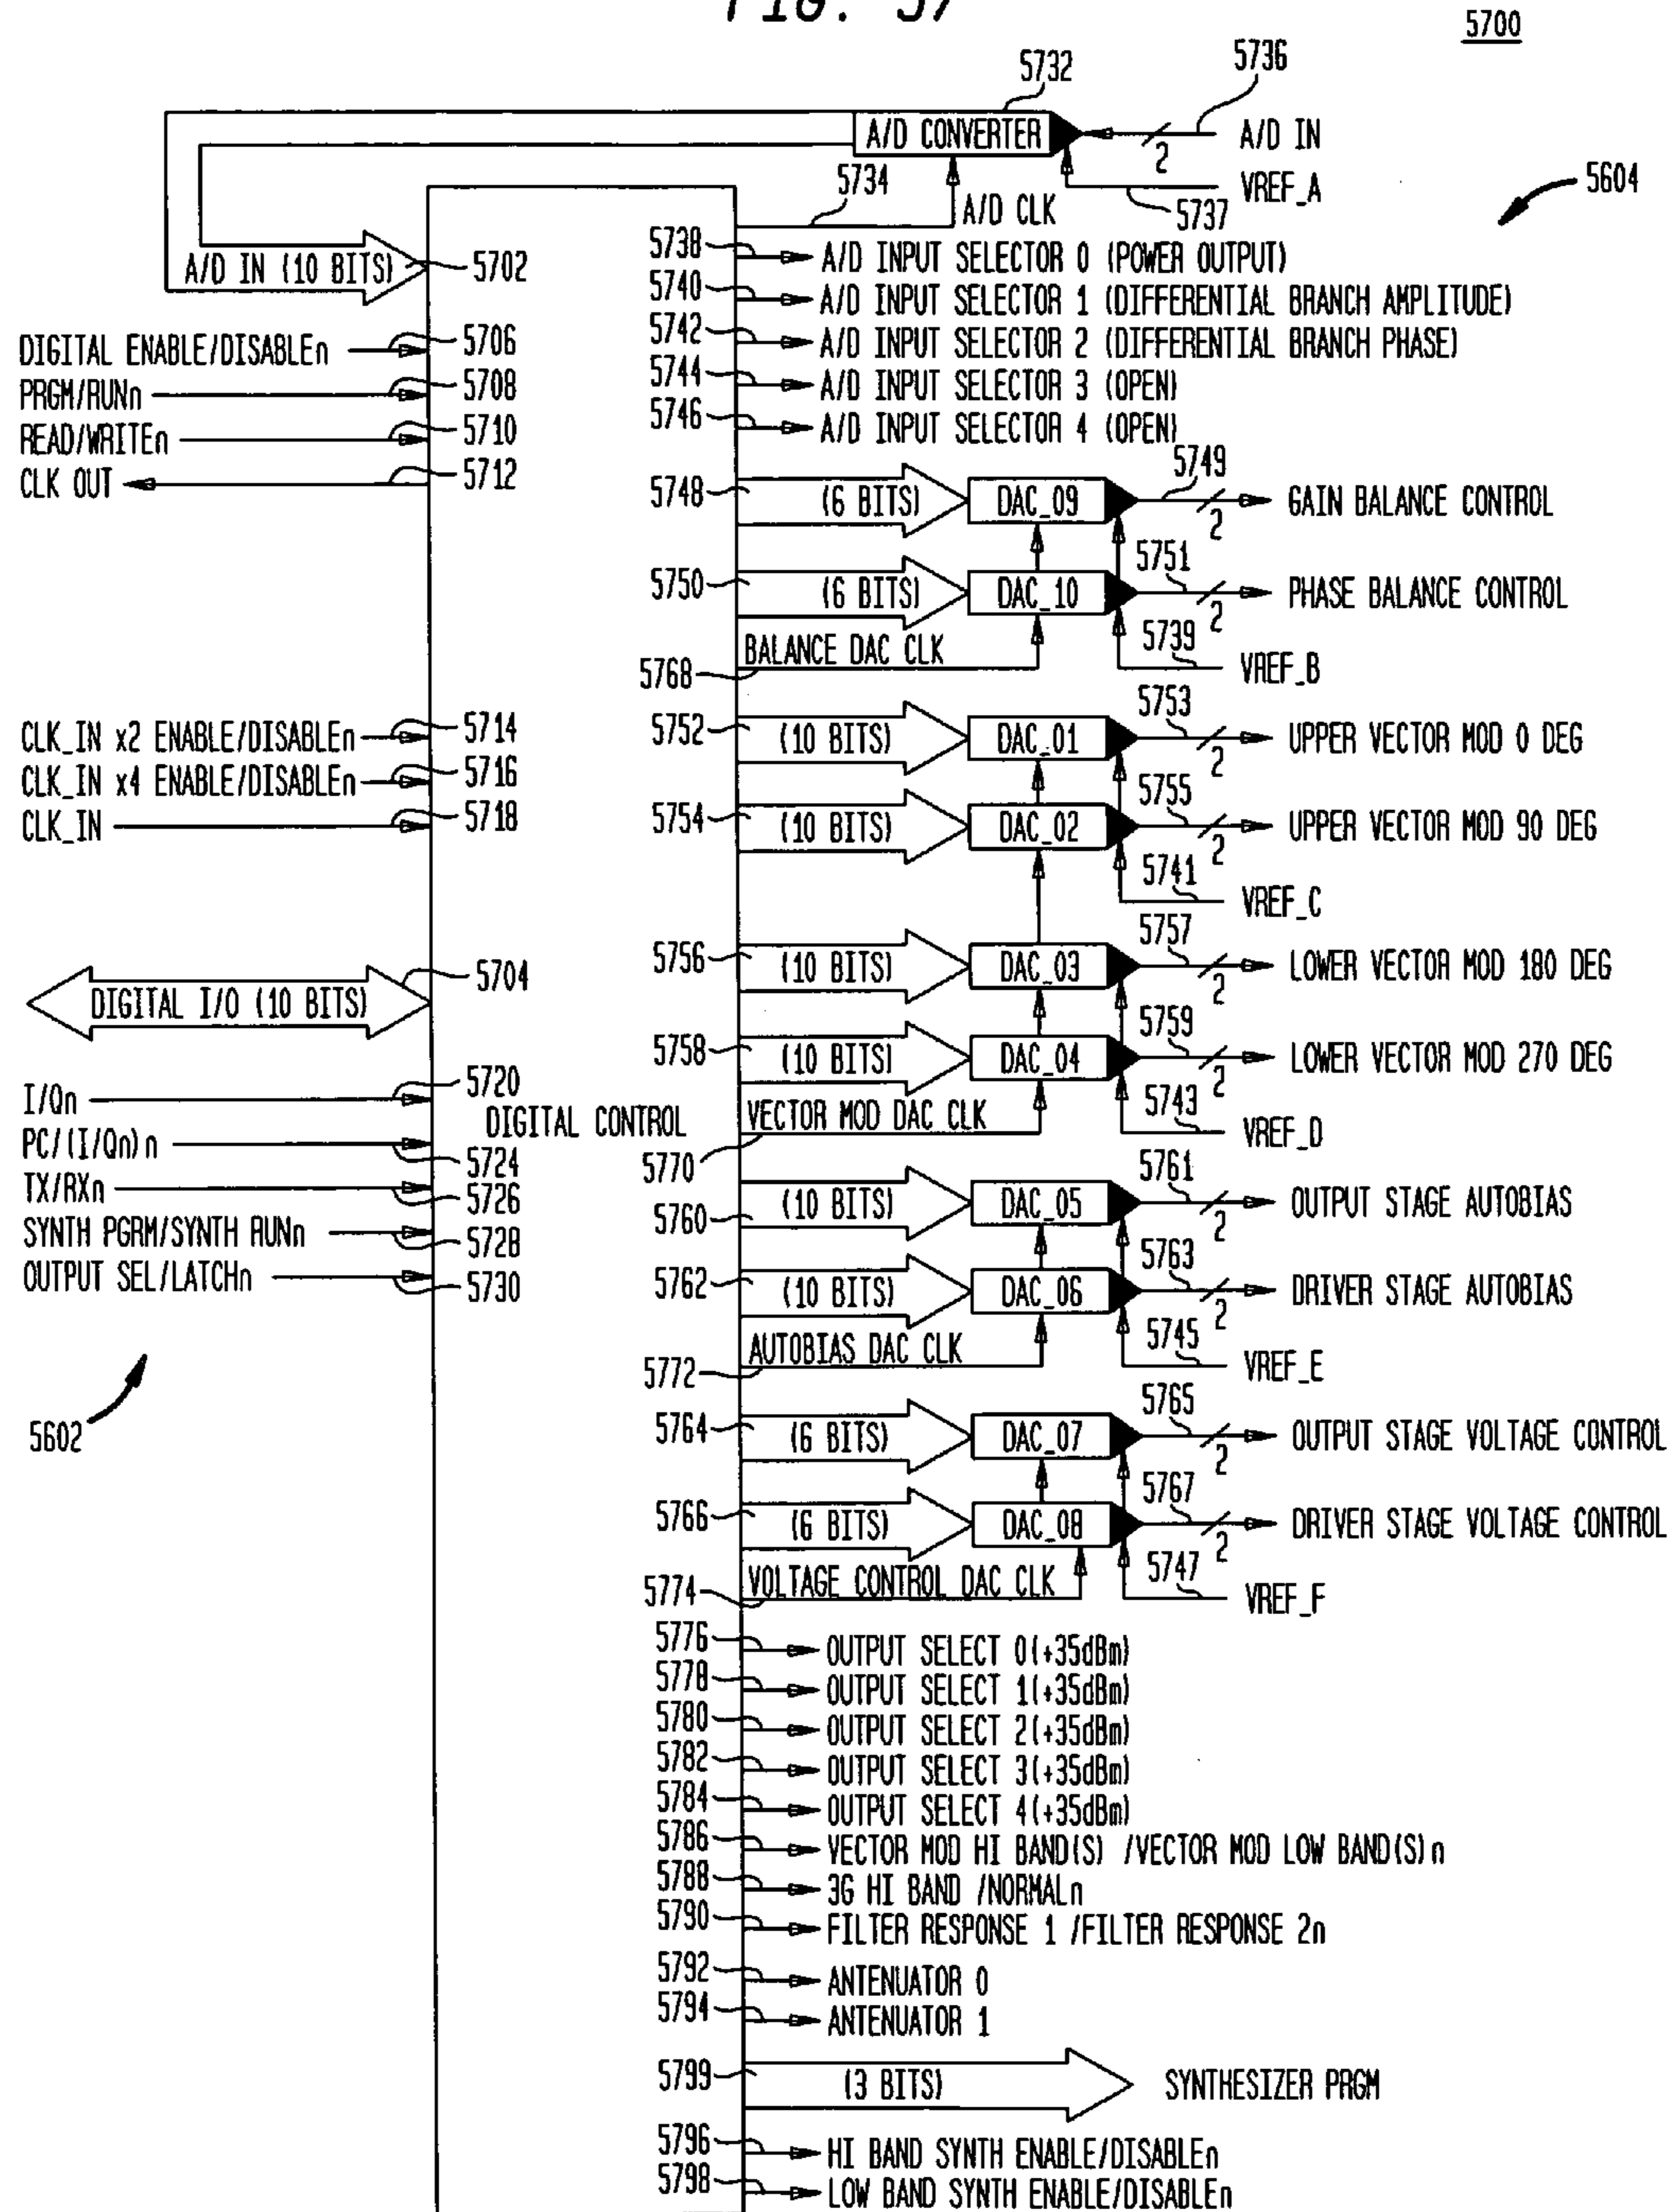 FIG. 57
5700
5732
5736
A/D CONVERTER
2
A/D IN
5734
5737
VREF_A
5604
A/D CLK
A/D IN (10 BITS)
5702
5738
A/D INPUT SELECTOR 0 (POWER OUTPUT)
5740
A/D INPUT SELECTOR 1 (DIFFERENTIAL BRANCH AMPLITUDE)
5742
A/D INPUT SELECTOR 2 (DIFFERENTIAL BRANCH PHASE)
5744
A/D INPUT SELECTOR 3 (OPEN)
5746
A/D INPUT SELECTOR 4 (OPEN)
DIGITAL ENABLE/DISABLEn
5706
PRGM/RUNn
5708
READ/WRITEn
5710
CLK OUT
5712
5748
(6 BITS)
DAC_09
5749
2
GAIN BALANCE CONTROL
5750
(6 BITS)
DAC_10
5751
2
PHASE BALANCE CONTROL
5768
BALANCE DAC CLK
5739
VREF_B
CLK_IN x2 ENABLE/DISABLEn
5714
CLK_IN x4 ENABLE/DISABLEn
5716
CLK_IN
5718
5752
(10 BITS)
DAC_01
5753
2
UPPER VECTOR MOD 0 DEG
5754
(10 BITS)
DAC_02
5755
2
UPPER VECTOR MOD 90 DEG
5741
VREF_C
5756
(10 BITS)
DAC_03
5757
2
LOWER VECTOR MOD 180 DEG
DIGITAL I/O (10 BITS)
5704
5758
(10 BITS)
DAC_04
5759
2
LOWER VECTOR MOD 270 DEG
5770
VECTOR MOD DAC CLK
5743
VREF_D
I/Qn
5720
DIGITAL CONTROL
PC/(I/Qn)n
5724
TX/RXn
5726
SYNTH PGRM/SYNTH RUNn
5728
OUTPUT SEL/LATCHn
5730
5760
(10 BITS)
DAC_05
5761
2
OUTPUT STAGE AUTOBIAS
5762
(10 BITS)
DAC_06
5763
2
DRIVER STAGE AUTOBIAS
5772
AUTOBIAS DAC CLK
5745
VREF_E
5602
5764
(6 BITS)
DAC_07
5765
2
OUTPUT STAGE VOLTAGE CONTROL
5766
(6 BITS)
DAC_08
5767
2
DRIVER STAGE VOLTAGE CONTROL
5774
VOLTAGE CONTROL DAC CLK
5747
VREF_F
5776
OUTPUT SELECT 0(+35dBm)
5778
OUTPUT SELECT 1(+35dBm)
5780
OUTPUT SELECT 2(+35dBm)
5782
OUTPUT SELECT 3(+35dBm)
5784
OUTPUT SELECT 4(+35dBm)
5786
VECTOR MOD HI BAND(S) /VECTOR MOD LOW BAND(S)n
5788
3G HI BAND /NORMALn
5790
FILTER RESPONSE 1 /FILTER RESPONSE 2n
5792
ANTENUATOR 0
5794
ANTENUATOR 1
5799
(3 BITS)
SYNTHESIZER PRGM
5796
HI BAND SYNTH ENABLE/DISABLEn
5798
LOW BAND SYNTH ENABLE/DISABLEn